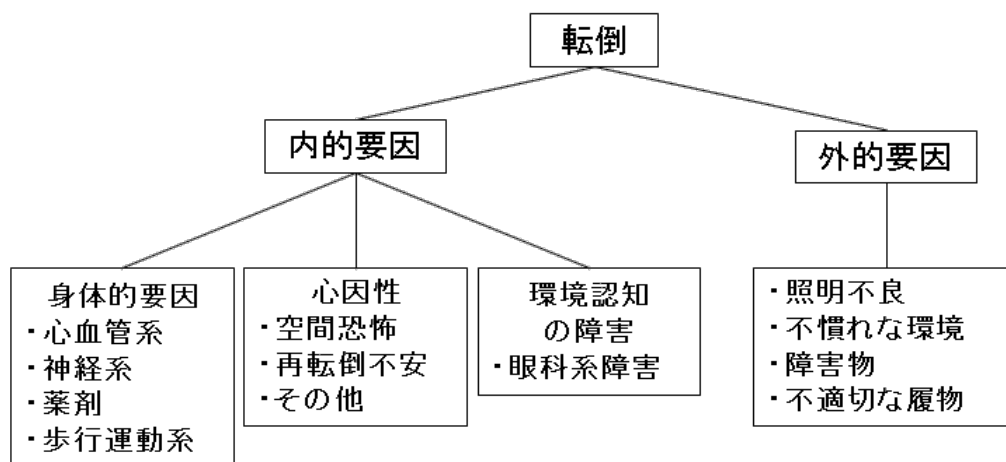 転倒
内的要因
外的要因
身体的要因
・心血管系
・神経系
・薬剤
・歩行運動系
心因性
・空間恐怖
・再転倒不安
・その他
環境認知
の障害
・眼科系障害
・照明不良
・不慣れな環境
・障害物
・不適切な履物